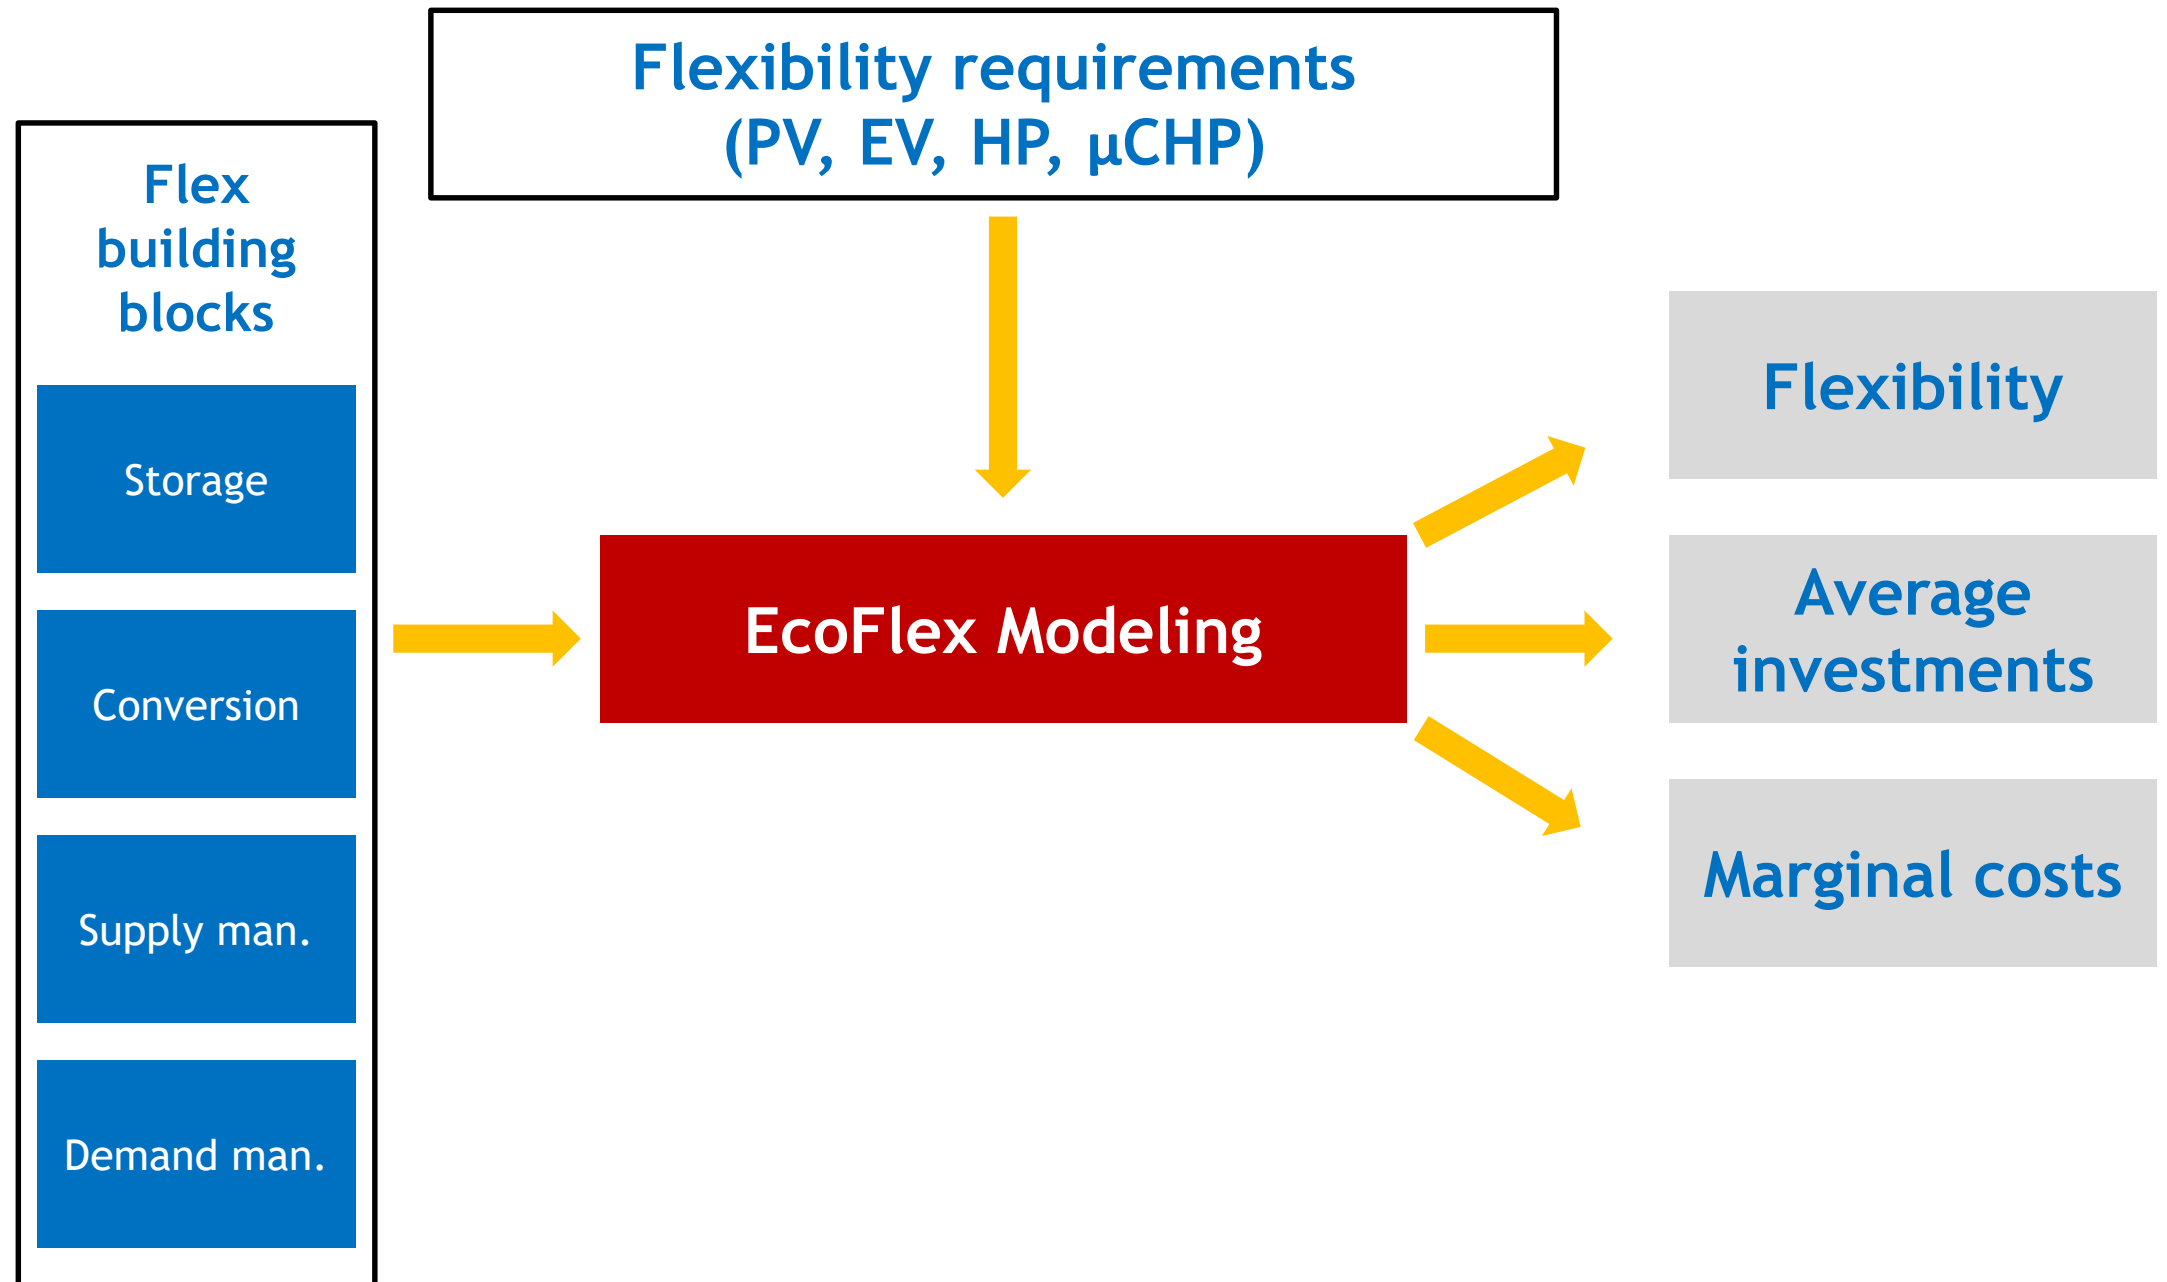 Flexibility requirements
(PV, EV, HP, µCHP)
Flex
building
blocks
Storage
Conversion
Supply man.
Demand man.
EcoFlex Modeling
Flexibility
Average
investments
Marginal costs